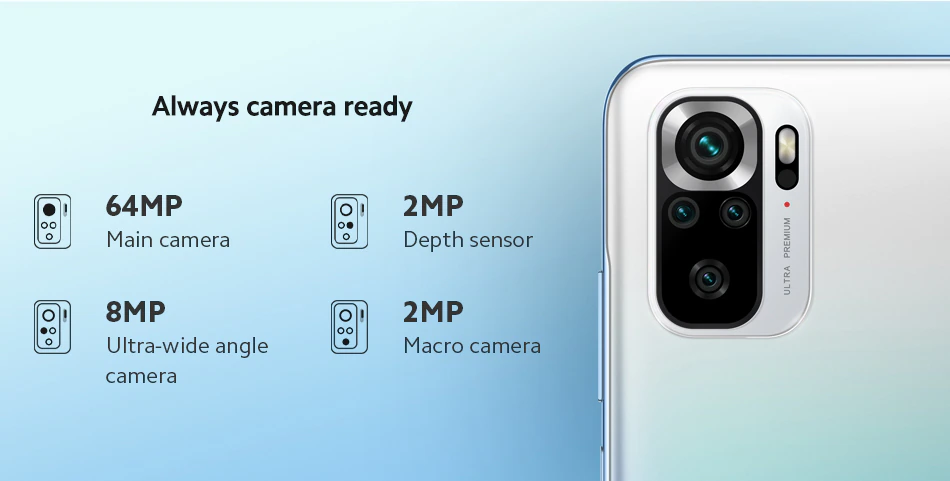 Always camera ready
64MP
Main camera
2MP
Depth sensor
8MP
Ultra-wide angle
camera
2MP
Macro camera
ULTRA PREMIUM